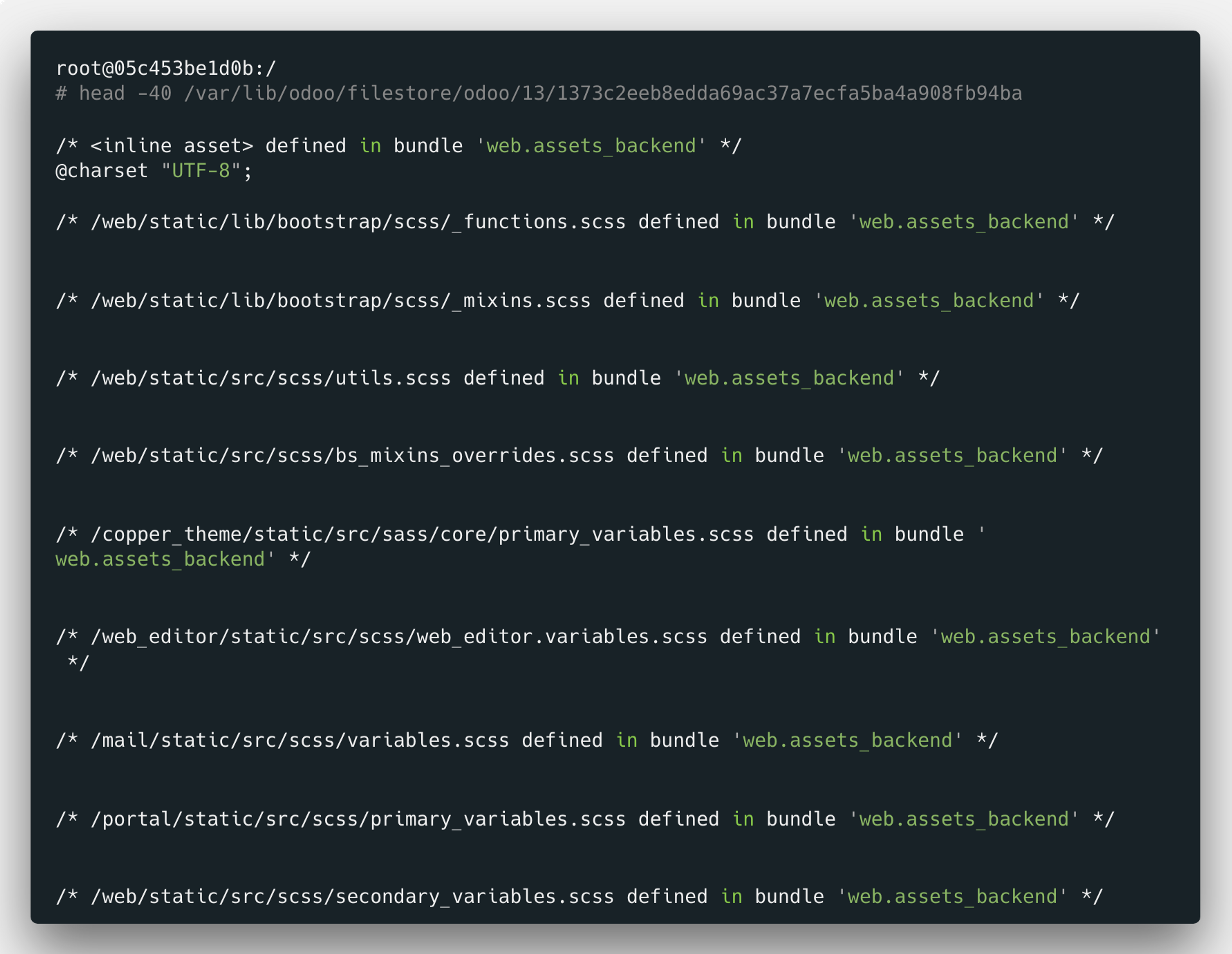 root@05c453be1d0b:/
# head -40 /var/lib/odoo/filestore/odoo/13/1373c2eeb8edda69ac37a7ecfa5ba4a908fb94ba
/* <inline asset> defined in bundle 'web.assets_backend' */
@charset "UTF-8";
/* /web/static/lib/bootstrap/scss/_functions.scss defined in bundle 'web.assets_backend' */
/* /web/static/lib/bootstrap/scss/_mixins.scss defined in bundle 'web.assets_backend' */
/* /web/static/src/scss/utils.scss defined in bundle 'web.assets_backend' */
/* /web/static/src/scss/bs_mixins_overrides.scss defined in bundle 'web.assets_backend' */
/* /copper_theme/static/src/sass/core/primary_variables.scss defined in bundle '
web.assets_backend' */
/* /web_editor/static/src/scss/web_editor.variables.scss defined in bundle 'web.assets_backend'
*/
/* /mail/static/src/scss/variables.scss defined in bundle 'web.assets_backend' */
/* /portal/static/src/scss/primary_variables.scss defined in bundle 'web.assets_backend' */
/* /web/static/src/scss/secondary_variables.scss defined in bundle 'web.assets_backend' */